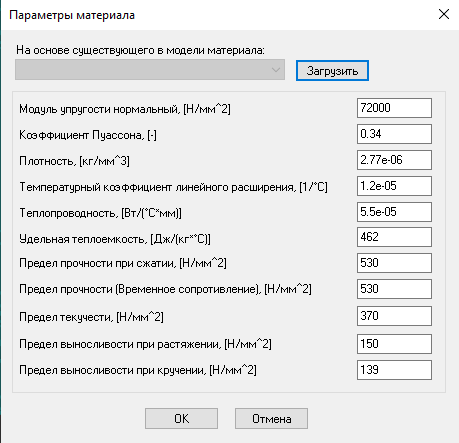 Параметры материала
На основе существующего в модели материала:
Загрузить
Модуль упругости нормальный, [Н/мм^2] 72000
Коэффициент Пуассона, [-] 0.34
Плотность, [кг/мм^3] 2.77e-06
Температурный коэффициент линейного расширения, [1/°C] 1.2e-05
Теплопроводность, [Вт/(°C*мм)] 5.5e-05
Удельная теплоемкость, [Дж/(кг*°C)] 462
Предел прочности при сжатии, [Н/мм^2] 530
Предел прочности (Временное сопротивление), [Н/мм^2] 530
Предел текучести, [Н/мм^2] 370
Предел выносливости при растяжении, [Н/мм^2] 150
Предел выносливости при кручении, [Н/мм^2] 139
OK Отмена